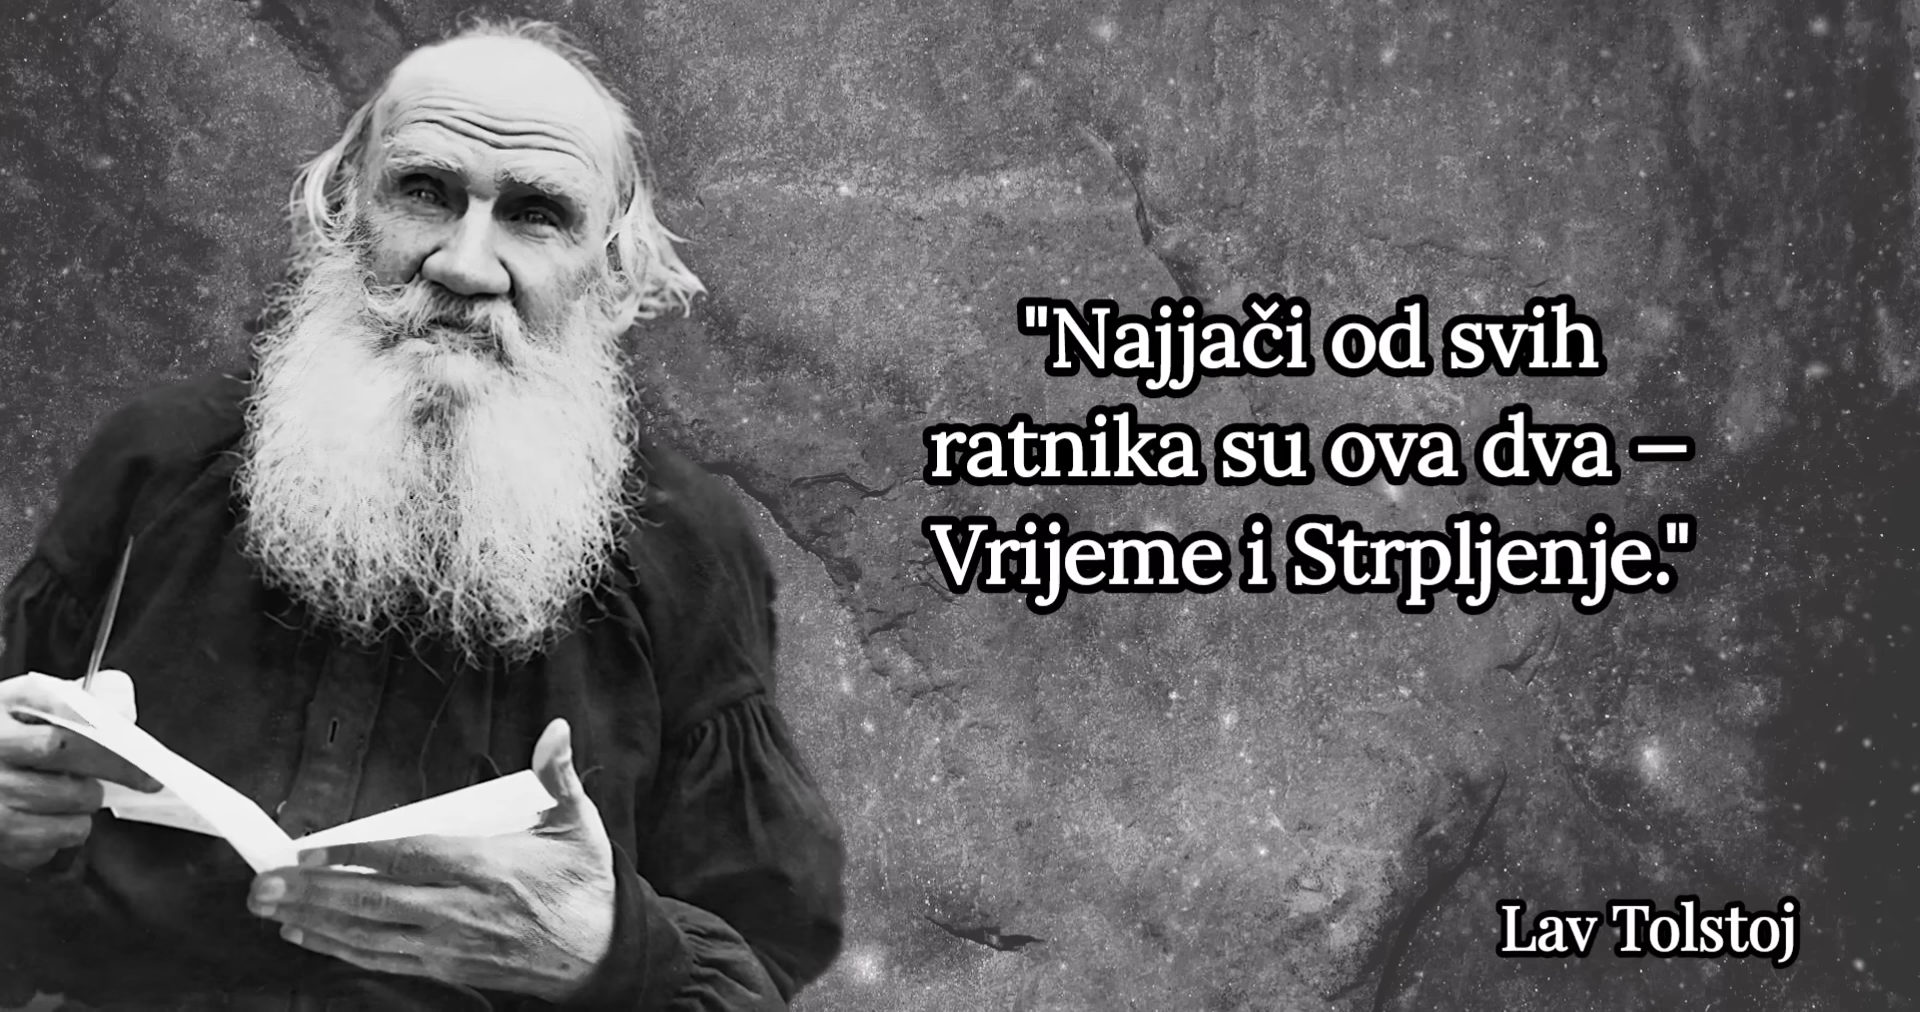 "Najjači od svih
ratnika su ova dva –
Vrijeme i Strpljenje."
Lav Tolstoj